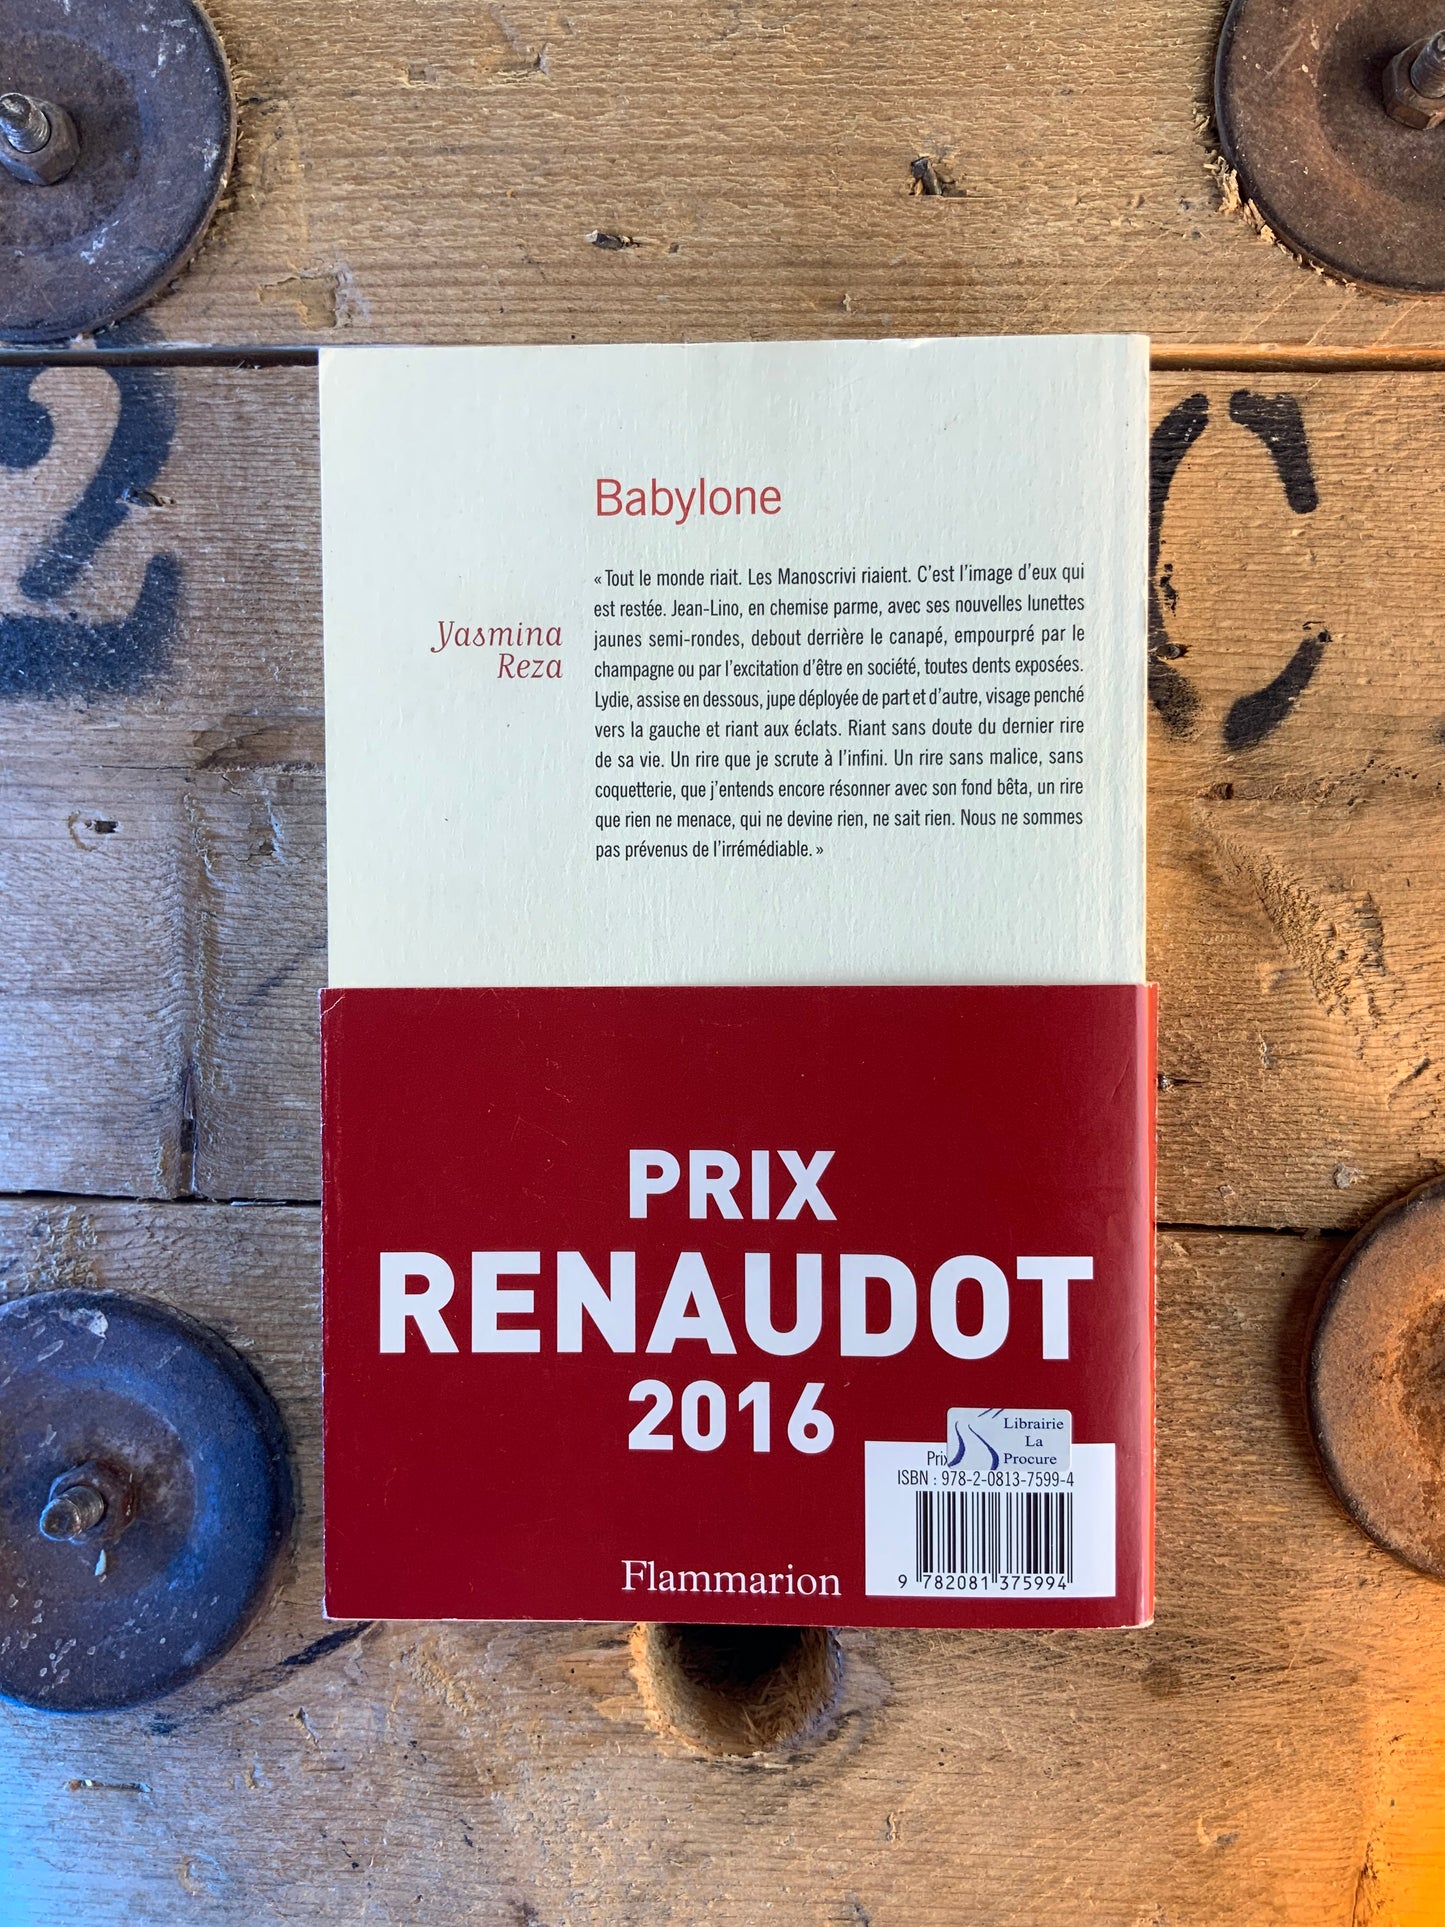 2
C
Babylone
Yasmina
Reza
« Tout le monde riait. Les Manoscrivi riaient. C'est l'image d'eux qui
est restée. Jean-Lino, en chemise parme, avec ses nouvelles lunettes
jaunes semi-rondes, debout derrière le canapé, empourpré par le
champagne ou par l'excitation d'être en société, toutes dents exposées.
Lydie, assise en dessous, jupe déployée de part et d'autre, visage penché
vers la gauche et riant aux éclats. Riant sans doute du dernier rire
de sa vie. Un rire que je scrute à l'infini. Un rire sans malice, sans
coquetterie, que j'entends encore résonner avec son fond bêta, un rire
que rien ne menace, qui ne devine rien, ne sait rien. Nous ne sommes
pas prévenus de l'irrémédiable. »
PRIX
RENAUDOT
2016
Librairie
La
Procure
Prix
ISBN : 978-2-0813-7599-4
9 782081 375994
Flammarion